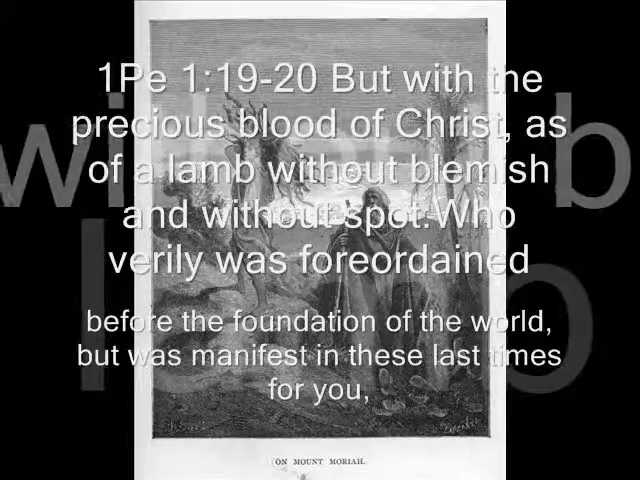 1Pe 1:19-20 But with the
precious blood of Christ, as
of a lamb without blemish
and without spot.Who
verily was foreordained
before the foundation of the world,
but was manifest in these last times
for you,
ON MOUNT MORIAH.